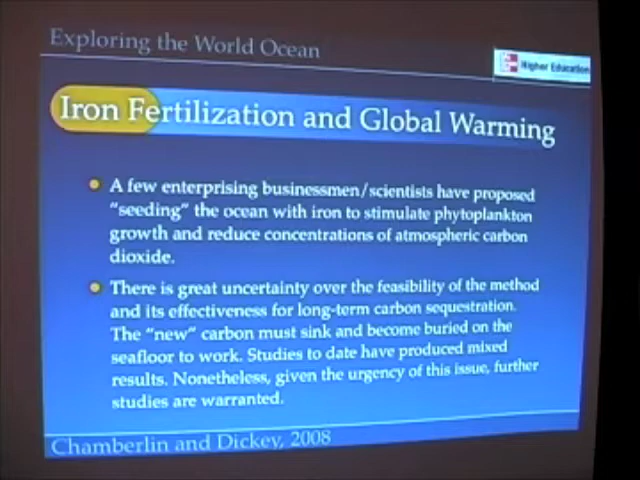 Exploring the World Ocean
Higher Education
Iron Fertilization and Global Warming
A few enterprising businessmen/scientists have proposed
"seeding" the ocean with iron to stimulate phytoplankton
growth and reduce concentrations of atmospheric carbon
dioxide.
There is great uncertainty over the feasibility of the method
and its effectiveness for long-term carbon sequestration.
The "new" carbon must sink and become buried on the
seafloor to work. Studies to date have produced mixed
results. Nonetheless, given the urgency of this issue, further
studies are warranted.
Chamberlin and Dickey, 2008